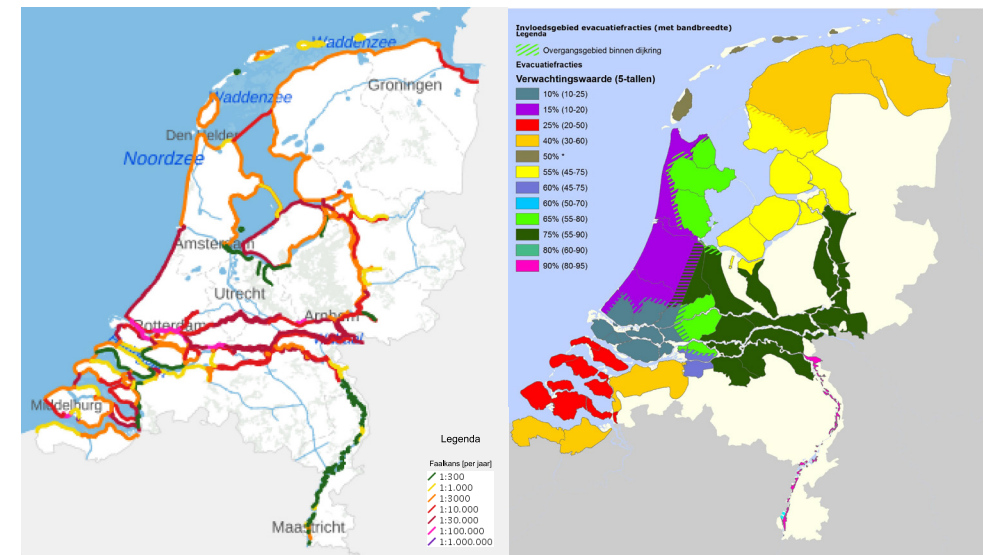 Waddenzee
Groningen
Waddenzee
Den Helder
Noordzee
Amsterdam
Utrecht
Arnhem
Rotterdam
Middelburg
Maastricht
Legenda
Faalkans [per jaar]
1:300
1:1.000
1:3000
1:10.000
1:30.000
1:100.000
1:1.000.000
Invloedsgebied evacuatiefracties (met bandbreedte)
Legenda
Overgangsgebied binnen dijkring
Evacuatiefracties
Verwachtingswaarde (5-tallen)
10% (10-25)
15% (10-20)
25% (20-50)
40% (30-60)
50% *
55% (45-75)
60% (45-75)
60% (50-70)
65% (55-80)
75% (55-90)
80% (60-90)
90% (80-95)